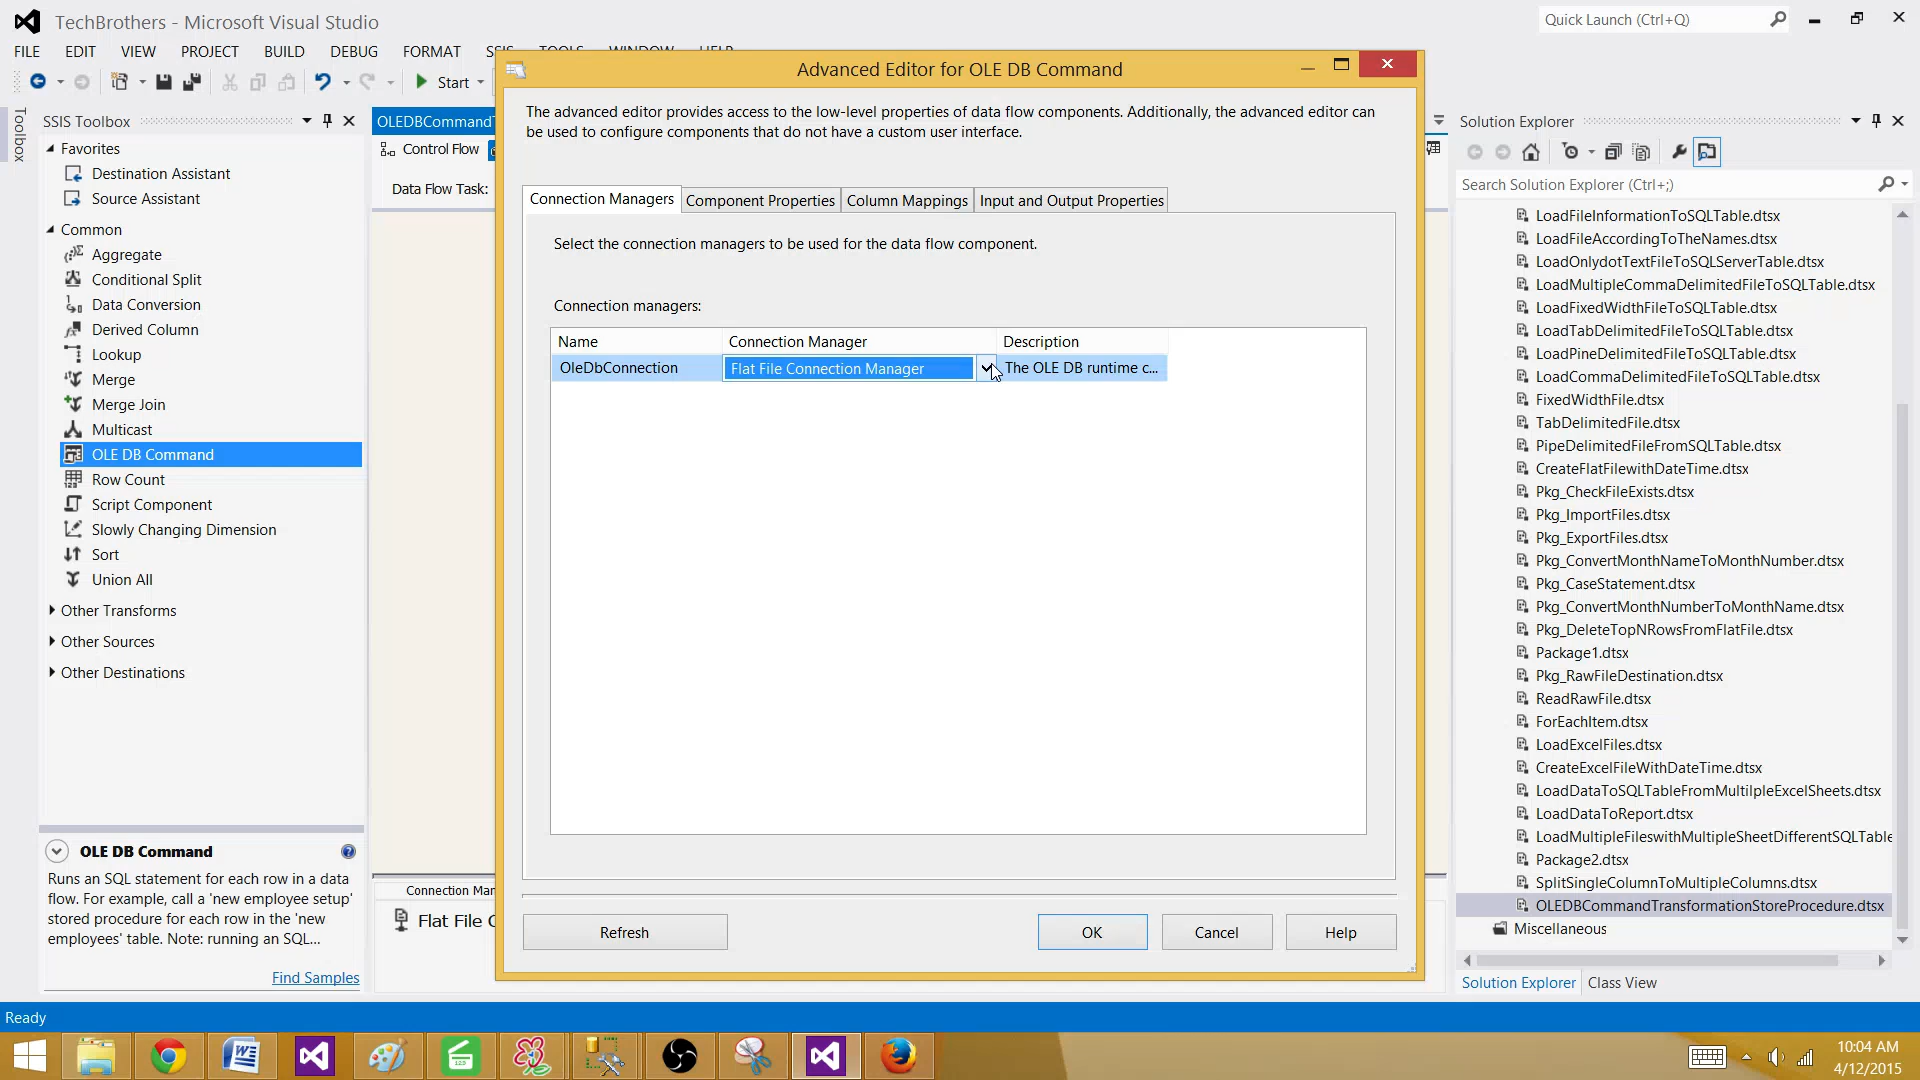 TechBrothers - Microsoft Visual Studio
Quick Launch (Ctrl+Q)
FILE EDIT VIEW PROJECT BUILD DEBUG FORMAT SSIS TOOLS WINDOW HELP
Start
Toolbox
SSIS Toolbox
Favorites
Destination Assistant
Source Assistant
Common
Aggregate
Conditional Split
Data Conversion
Derived Column
Lookup
Merge
Merge Join
Multicast
OLE DB Command
Row Count
Script Component
Slowly Changing Dimension
Sort
Union All
Other Transforms
Other Sources
Other Destinations
OLE DB Command
Runs an SQL statement for each row in a data
flow. For example, call a 'new employee setup'
stored procedure for each row in the 'new
employees' table. Note: running an SQL...
Find Samples
OLEDBCommandT
Control Flow
Data Flow Task:
Connection Mar
Flat File C
Advanced Editor for OLE DB Command
The advanced editor provides access to the low-level properties of data flow components. Additionally, the advanced editor can
be used to configure components that do not have a custom user interface.
Connection Managers Component Properties Column Mappings Input and Output Properties
Select the connection managers to be used for the data flow component.
Connection managers:
Name Connection Manager Description
OleDbConnection Flat File Connection Manager The OLE DB runtime c...
Refresh OK Cancel Help
Solution Explorer
Search Solution Explorer (Ctrl+;)
LoadFileInformationToSQLTable.dtsx
LoadFileAccordingToTheNames.dtsx
LoadOnlydotTextFileToSQLServerTable.dtsx
LoadMultipleCommaDelimitedFileToSQLTable.dtsx
LoadFixedWidthFileToSQLTable.dtsx
LoadTabDelimitedFileToSQLTable.dtsx
LoadPineDelimitedFileToSQLTable.dtsx
LoadCommaDelimitedFileToSQLTable.dtsx
FixedWidthFile.dtsx
TabDelimitedFile.dtsx
PipeDelimitedFileFromSQLTable.dtsx
CreateFlatFilewithDateTime.dtsx
Pkg_CheckFileExists.dtsx
Pkg_ImportFiles.dtsx
Pkg_ExportFiles.dtsx
Pkg_ConvertMonthNameToMonthNumber.dtsx
Pkg_CaseStatement.dtsx
Pkg_ConvertMonthNumberToMonthName.dtsx
Pkg_DeleteTopNRowsFromFlatFile.dtsx
Package1.dtsx
Pkg_RawFileDestination.dtsx
ReadRawFile.dtsx
ForEachItem.dtsx
LoadExcelFiles.dtsx
CreateExcelFileWithDateTime.dtsx
LoadDataToSQLTableFromMultilpleExcelSheets.dtsx
LoadDataToReport.dtsx
LoadMultipleFileswithMultipleSheetDifferentSQLTable
Package2.dtsx
SplitSingleColumnToMultipleColumns.dtsx
OLEDBCommandTransformationStoreProcedure.dtsx
Miscellaneous
Solution Explorer Class View
Ready
10:04 AM
4/12/2015